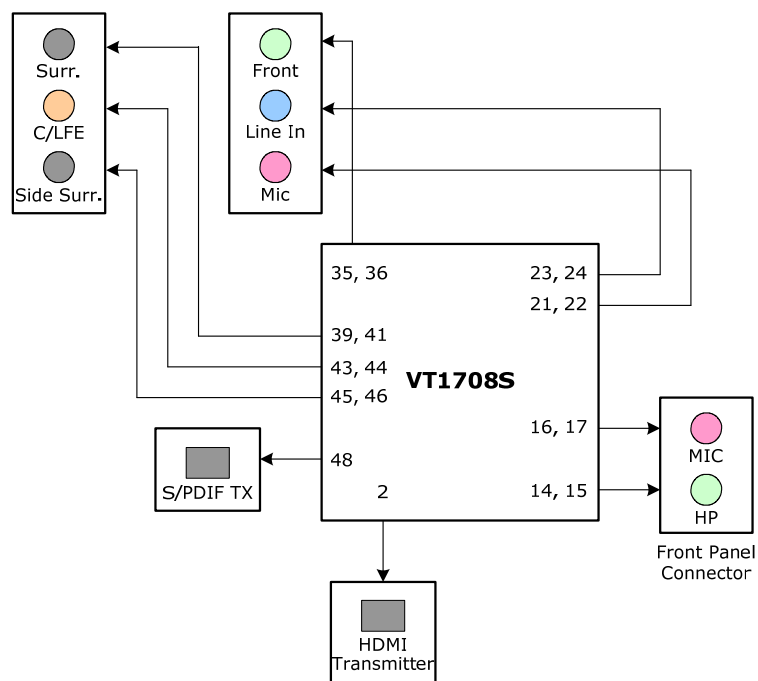 Surr.
C/LFE
Side Surr.
Front
Line In
Mic
35, 36
23, 24
21, 22
39, 41
43, 44
VT1708S
45, 46
16, 17
MIC
48
S/PDIF TX
2
14, 15
HP
Front Panel
Connector
HDMI
Transmitter